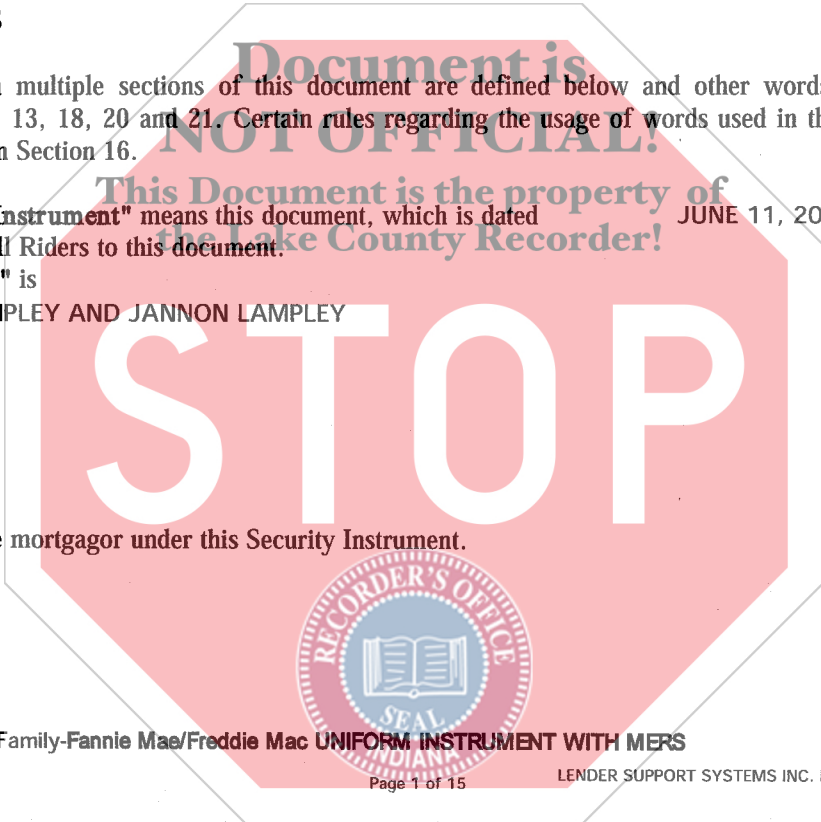 S
multiple sections of this document are defined below and other words
13, 18, 20 and 21. Certain rules regarding the usage of words used in th
n Section 16.
Instrument" means this document, which is dated JUNE 11, 20
ll Riders to this document.
" is
MPLEY AND JANNON LAMPLEY
e mortgagor under this Security Instrument.
Family-Fannie Mae/Freddie Mac UNIFORM INSTRUMENT WITH MERS
Page 1 of 15 LENDER SUPPORT SYSTEMS INC.
Document is
NOT OFFICIAL!
This Document is the property of
the Lake County Recorder!
STOP
RECORDER'S OFFICE
SEAL
INDIANA